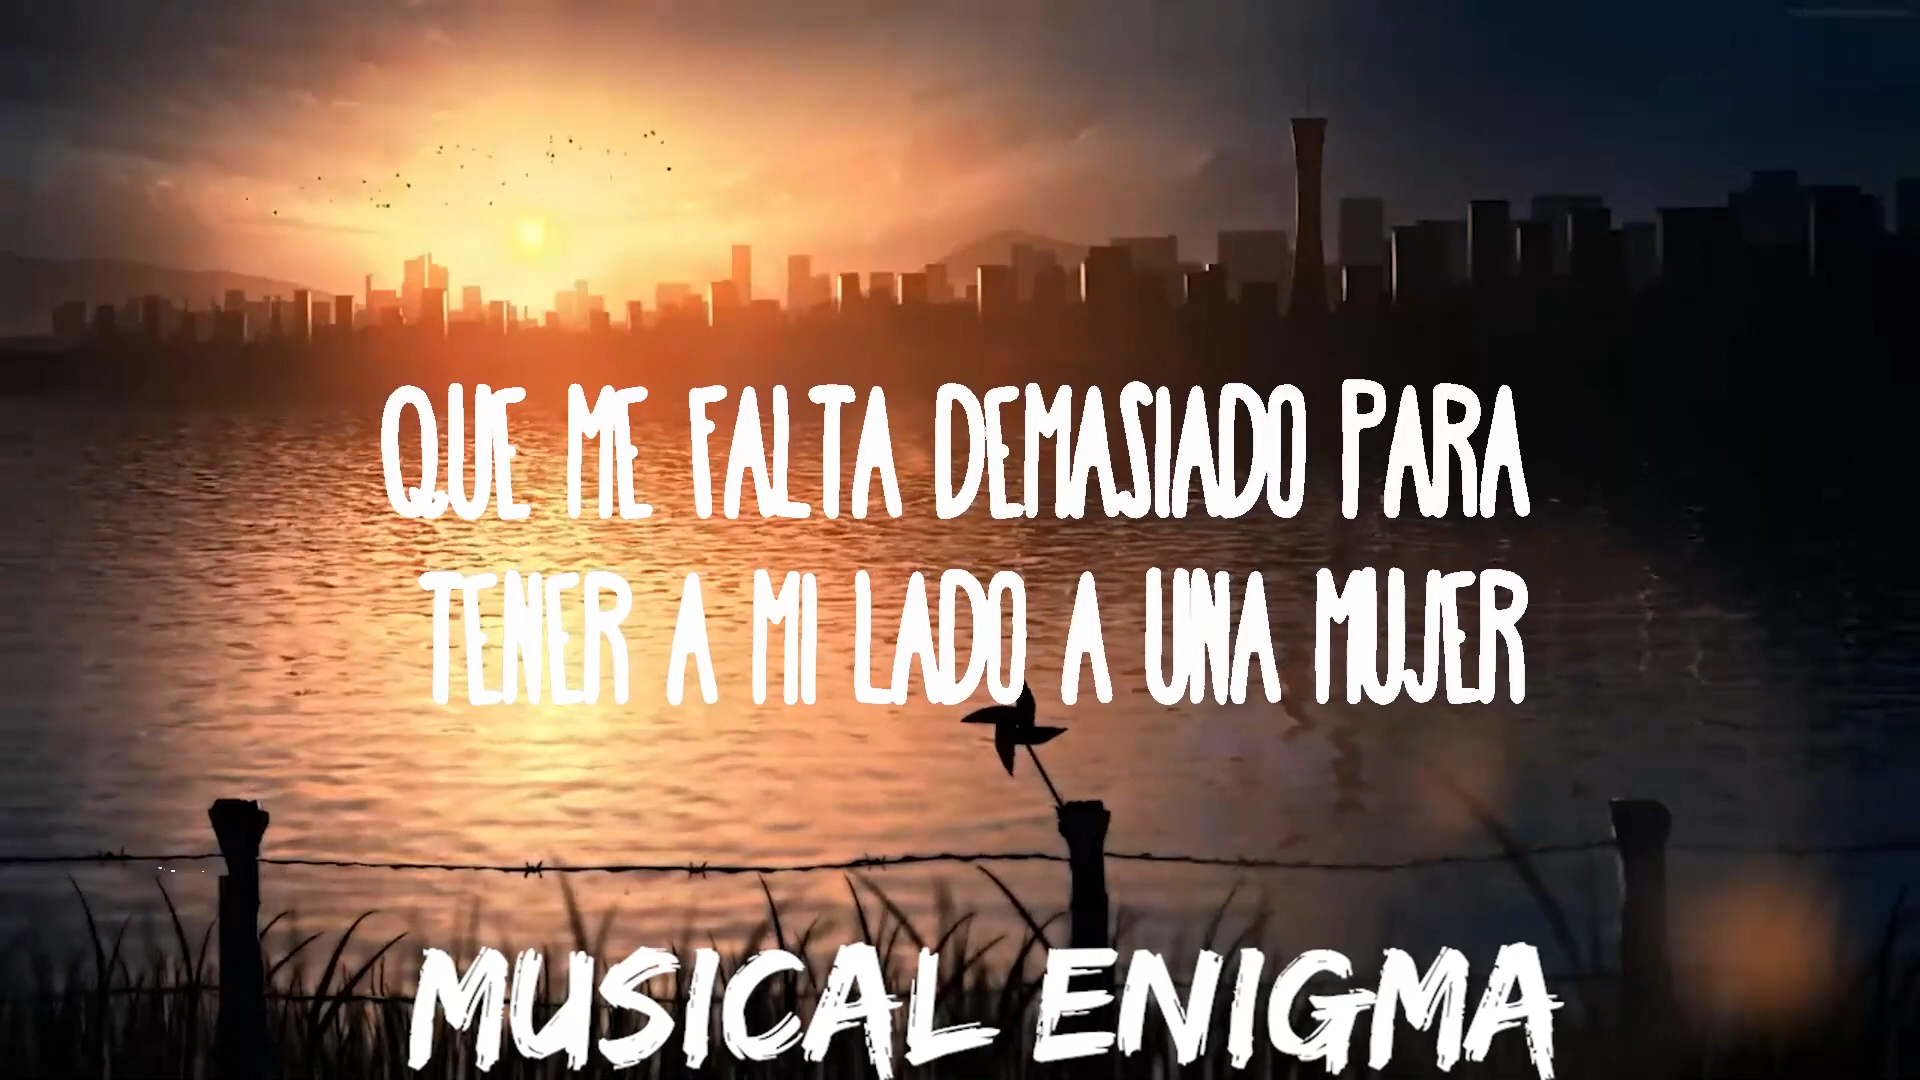 QUE ME FALTA DEMASIADO PARA
TENER A MI LADO A UNA MUJER
MUSICAL ENIGMA